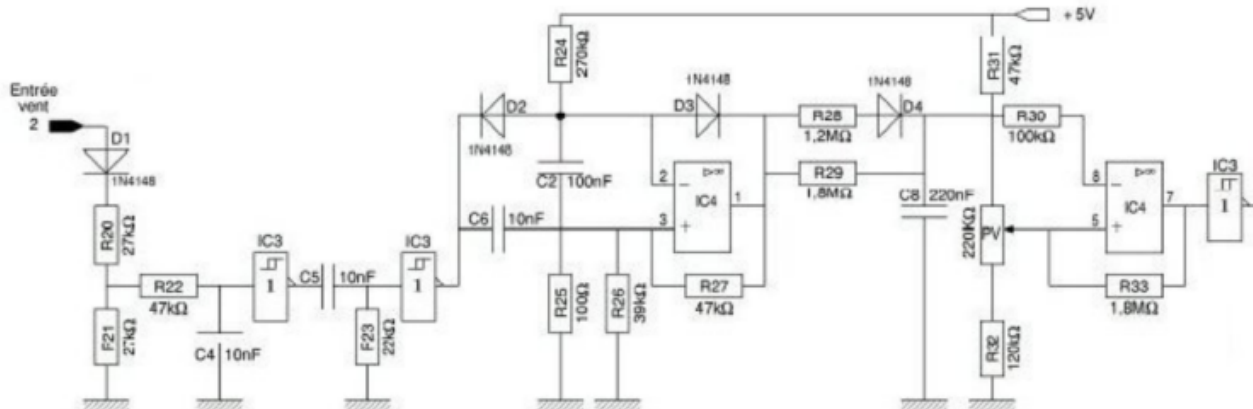 + 5V
R24
270kΩ
R31
47kΩ
Entrée
vent
2
D1
1N4148
D2
1N4148
1N4148
D3
R28
1,2MΩ
1N4148
D4
R30
100kΩ
C2
100nF
2
-
▷∞
IC4
1
3
+
R29
1,8MΩ
C8
220nF
220KΩ
PV
6
-
▷∞
IC4
7
5
+
IC3
1
R20
27kΩ
C6
10nF
IC3
1
C5
10nF
IC3
1
R22
47kΩ
R25
100Ω
R26
39kΩ
R27
47kΩ
R33
1,8MΩ
F21
27kΩ
C4
10nF
F23
22kΩ
R32
120kΩ